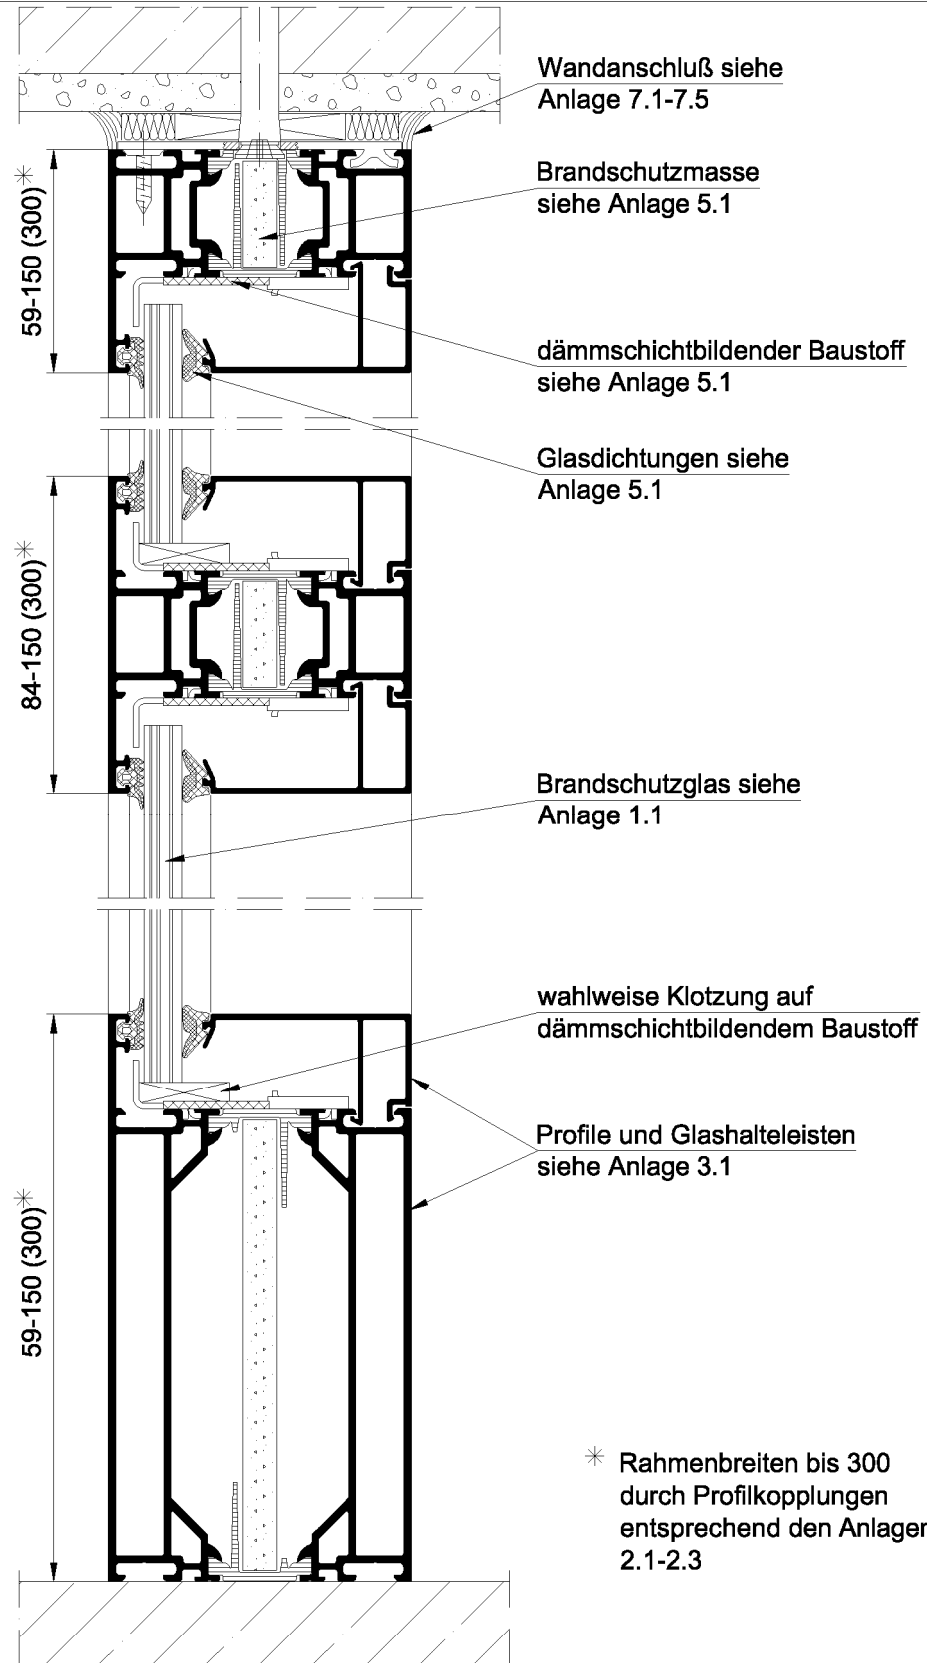 Wandanschluß siehe
Anlage 7.1-7.5
Brandschutzmasse
siehe Anlage 5.1
59-150 (300)*
dämmschichtbildender Baustoff
siehe Anlage 5.1
Glasdichtungen siehe
Anlage 5.1
84-150 (300)*
Brandschutzglas siehe
Anlage 1.1
wahlweise Klotzung auf
dämmschichtbildendem Baustoff
Profile und Glashalteleisten
siehe Anlage 3.1
59-150 (300)*
* Rahmenbreiten bis 300
durch Profilkopplungen
entsprechend den Anlagen
2.1-2.3